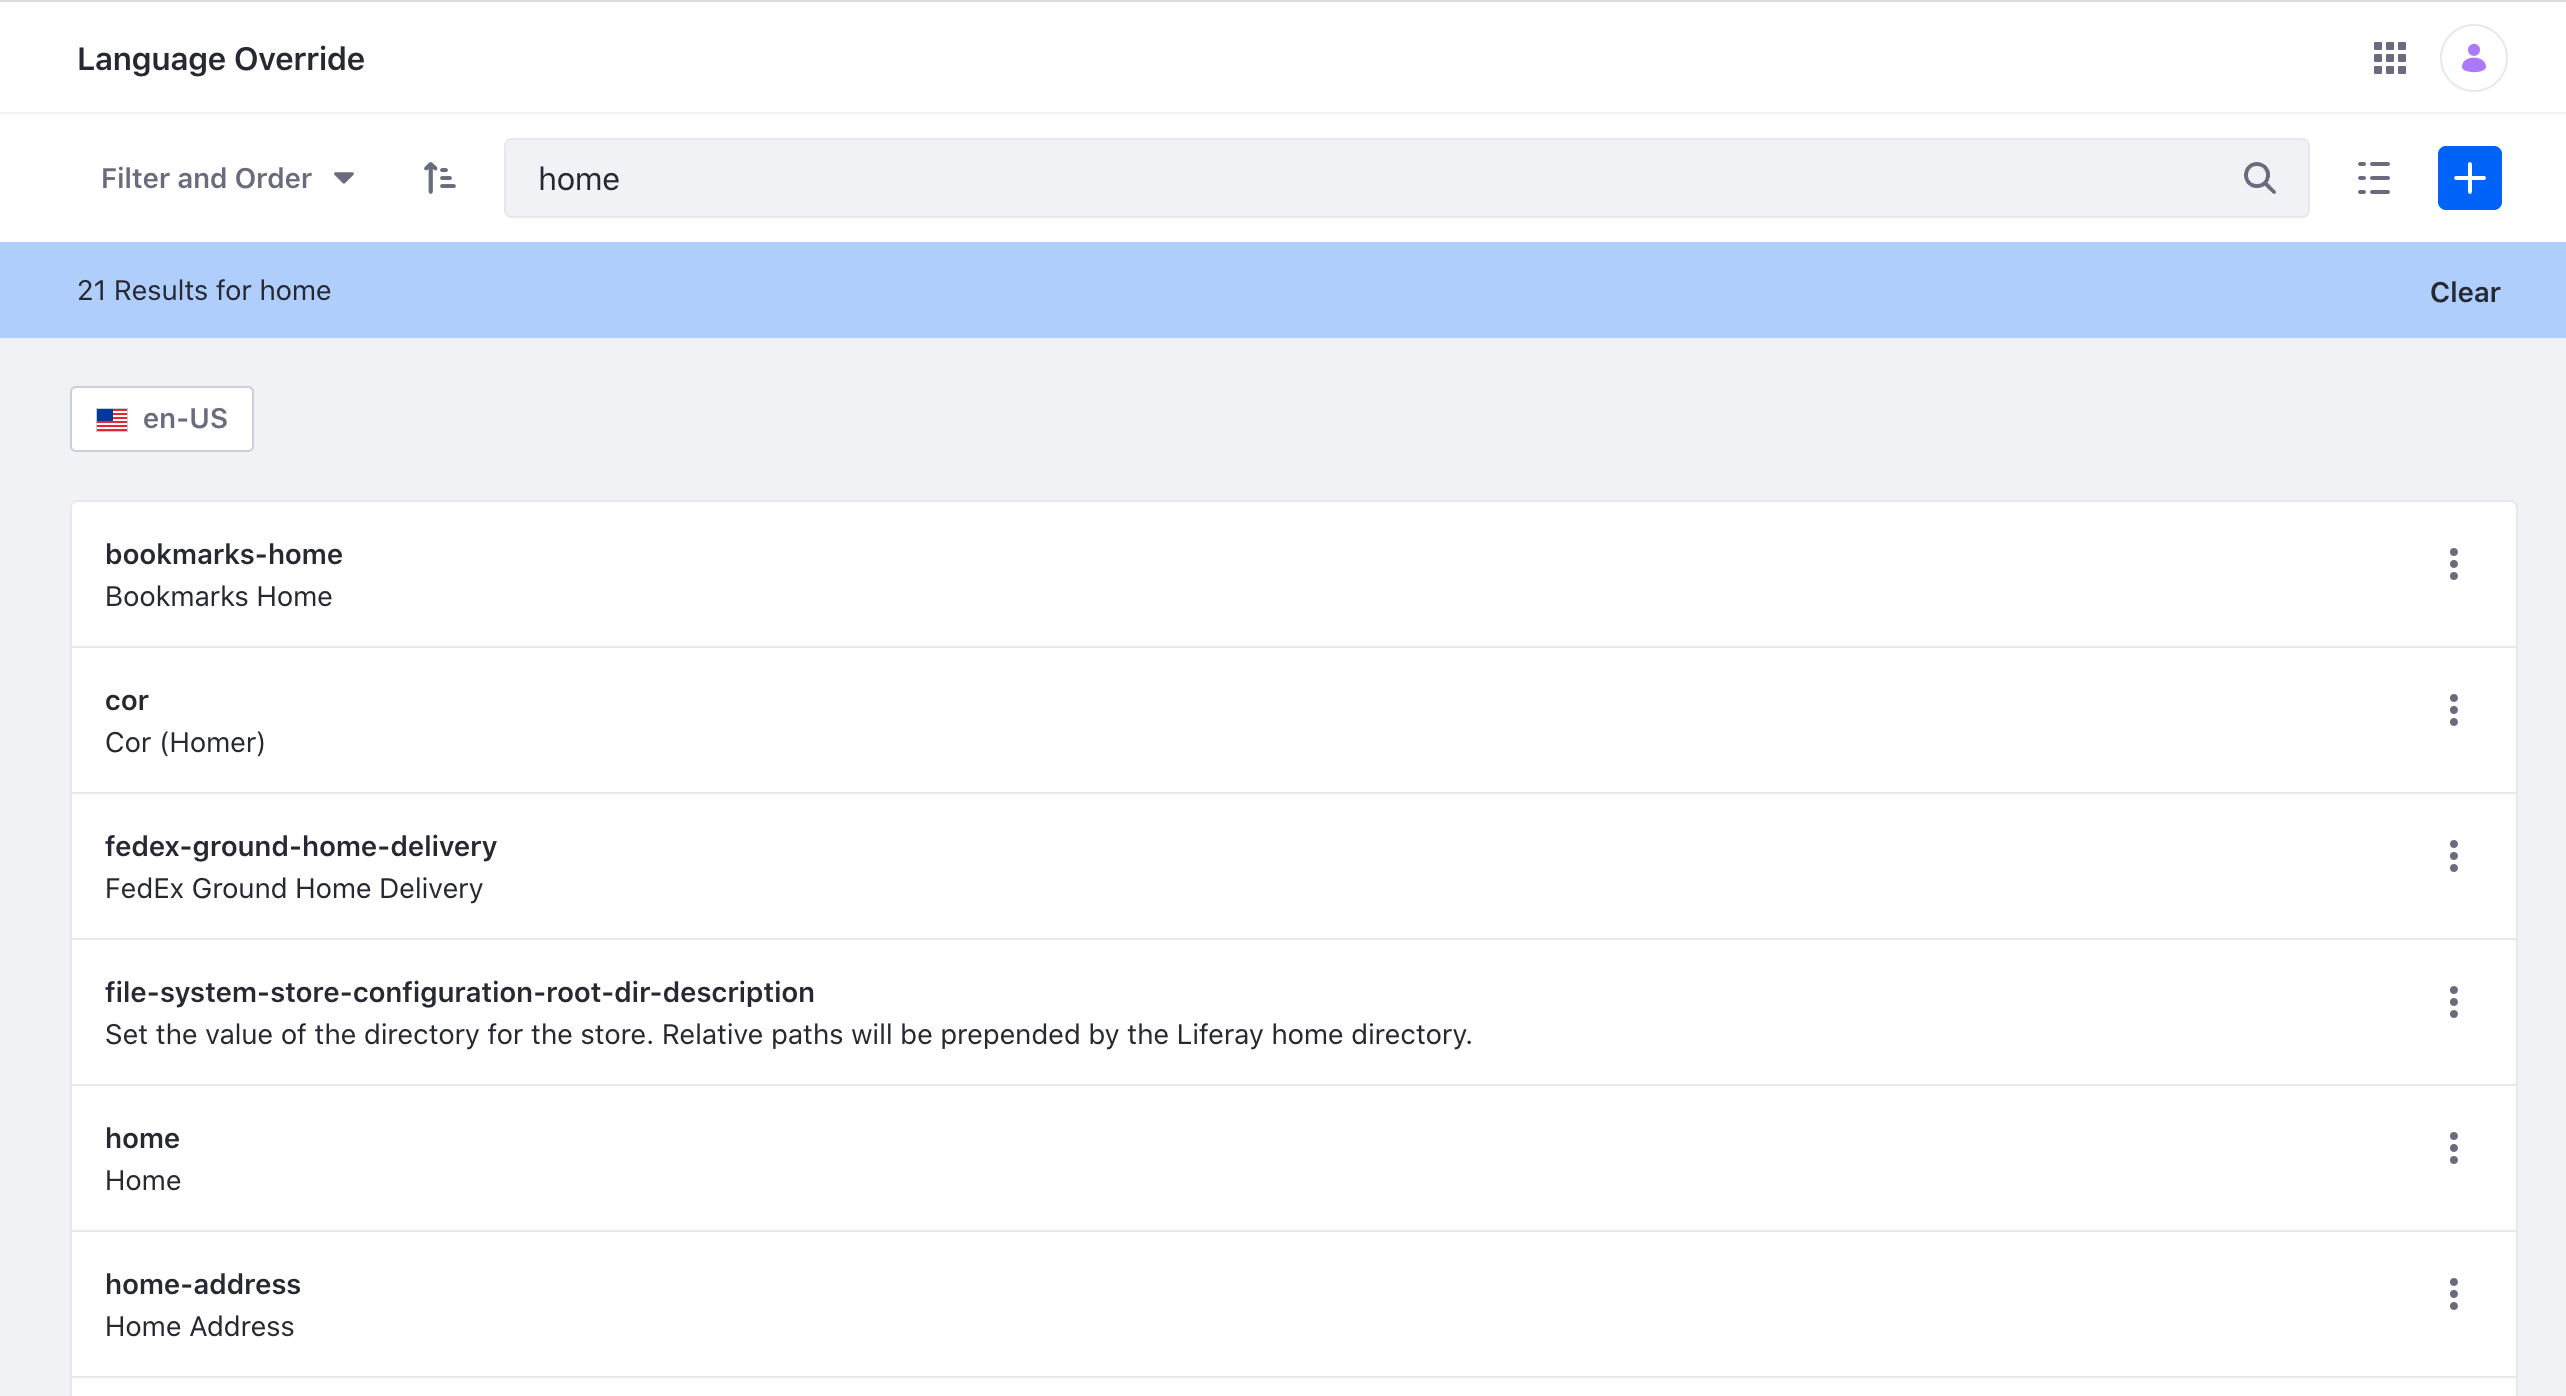 Language Override
Filter and Order
home
21 Results for home
Clear
en-US
bookmarks-home
Bookmarks Home
cor
Cor (Homer)
fedex-ground-home-delivery
FedEx Ground Home Delivery
file-system-store-configuration-root-dir-description
Set the value of the directory for the store. Relative paths will be prepended by the Liferay home directory.
home
Home
home-address
Home Address